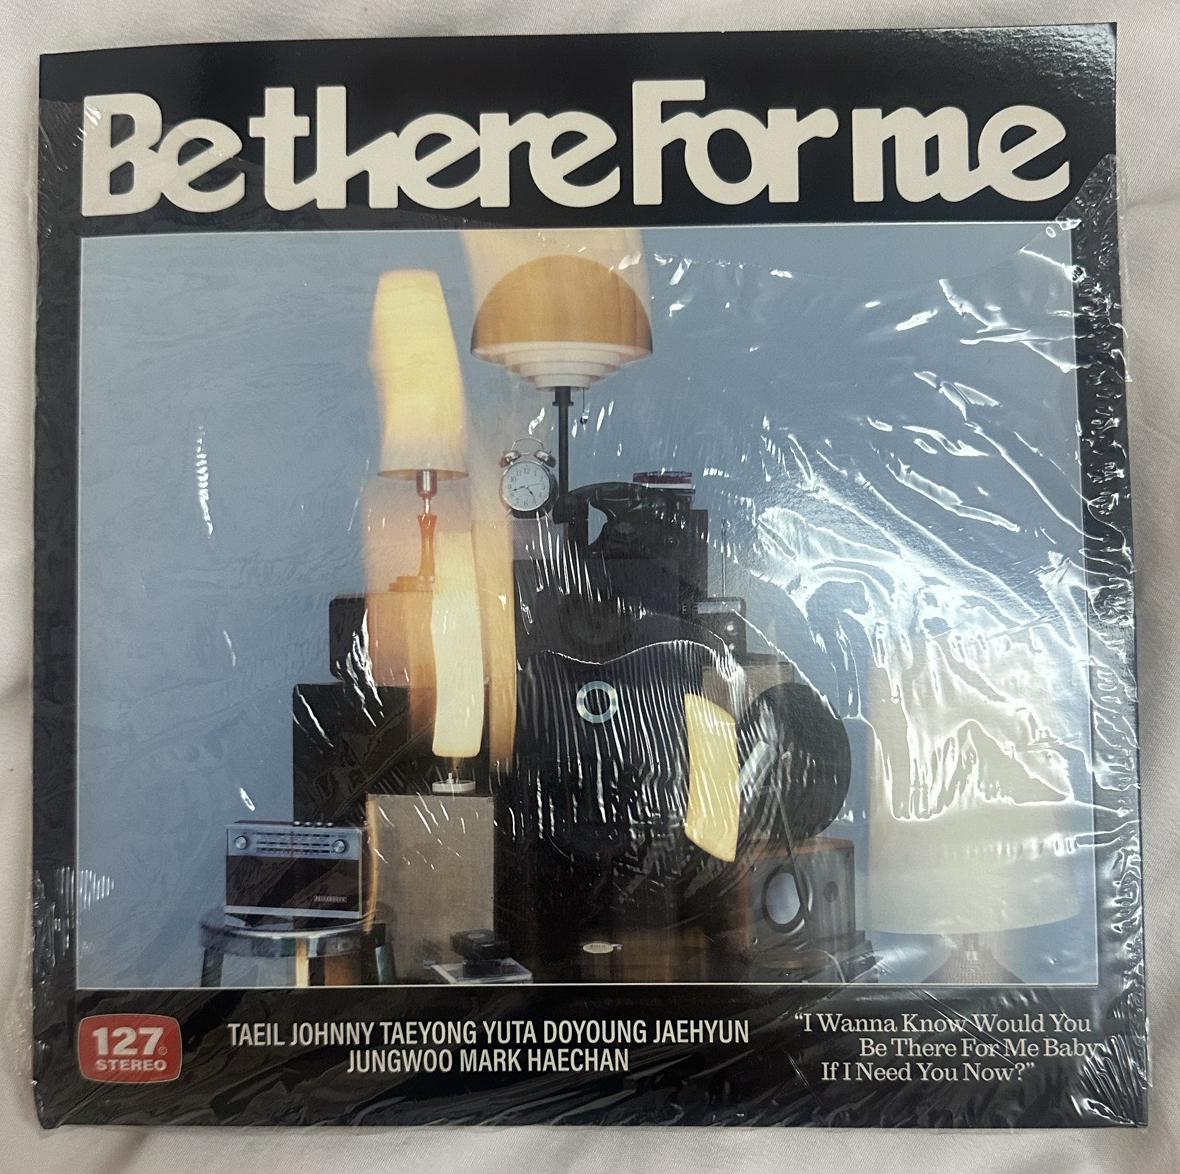 Be there For me
127
STEREO
TAEIL JOHNNY TAEYONG YUTA DOYOUNG JAEHYUN
JUNGWOO MARK HAECHAN
“I Wanna Know Would You
Be There For Me Baby
If I Need You Now?”